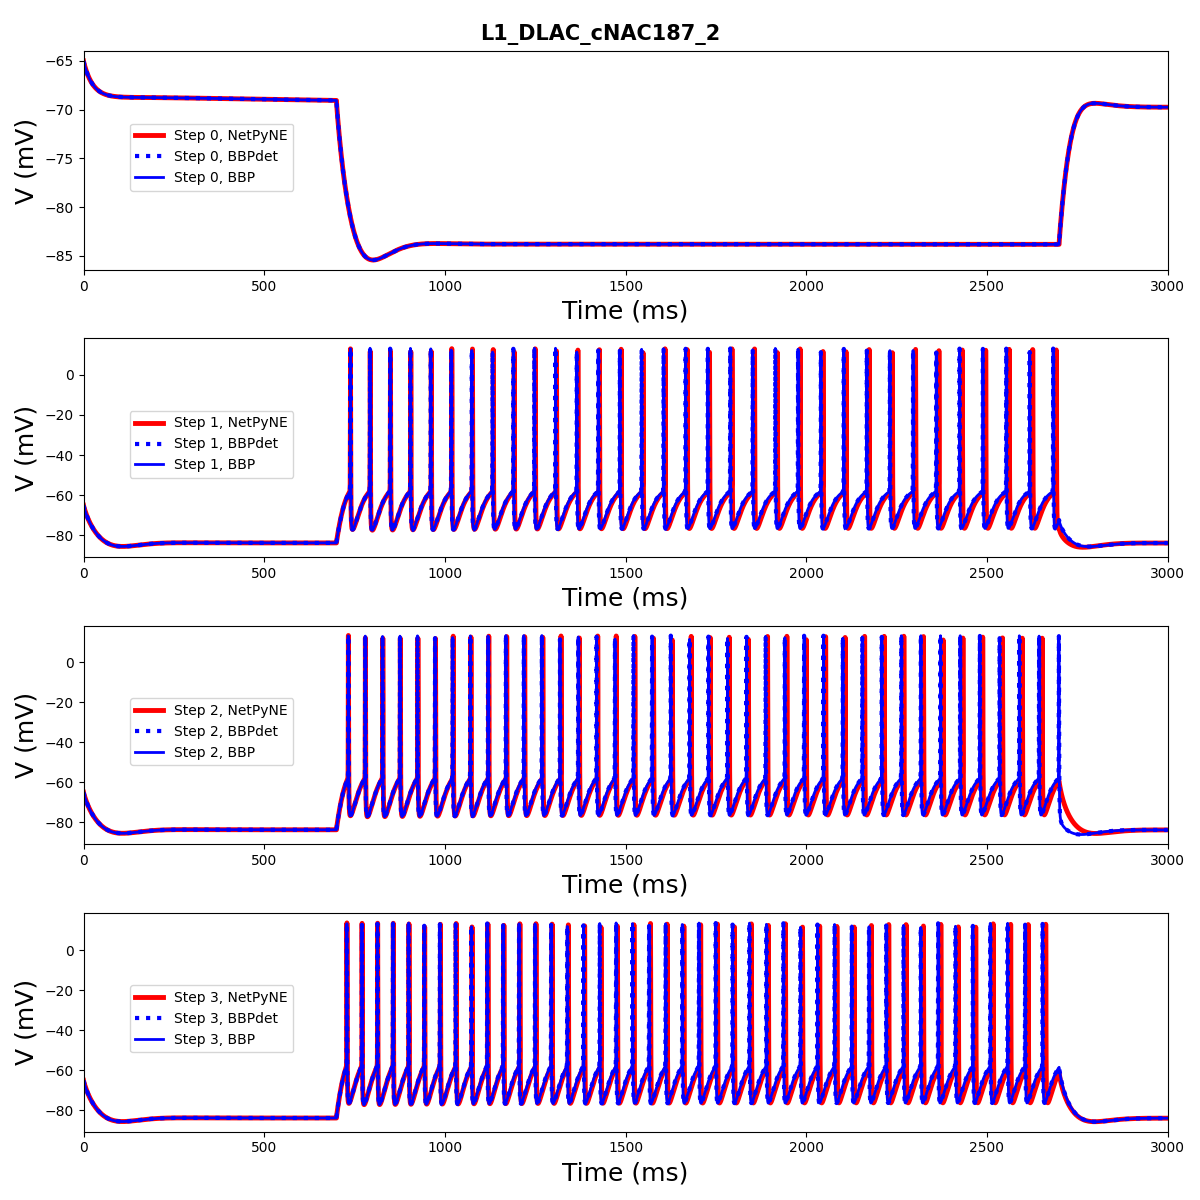 L1_DLAC_cNAC187_2
−65
−70
−75
−80
−85
V (mV)
Step 0, NetPyNE
Step 0, BBPdet
Step 0, BBP
0 500 1000 1500 2000 2500 3000
Time (ms)
0
−20
−40
−60
−80
V (mV)
Step 1, NetPyNE
Step 1, BBPdet
Step 1, BBP
0 500 1000 1500 2000 2500 3000
Time (ms)
0
−20
−40
−60
−80
V (mV)
Step 2, NetPyNE
Step 2, BBPdet
Step 2, BBP
0 500 1000 1500 2000 2500 3000
Time (ms)
0
−20
−40
−60
−80
V (mV)
Step 3, NetPyNE
Step 3, BBPdet
Step 3, BBP
0 500 1000 1500 2000 2500 3000
Time (ms)